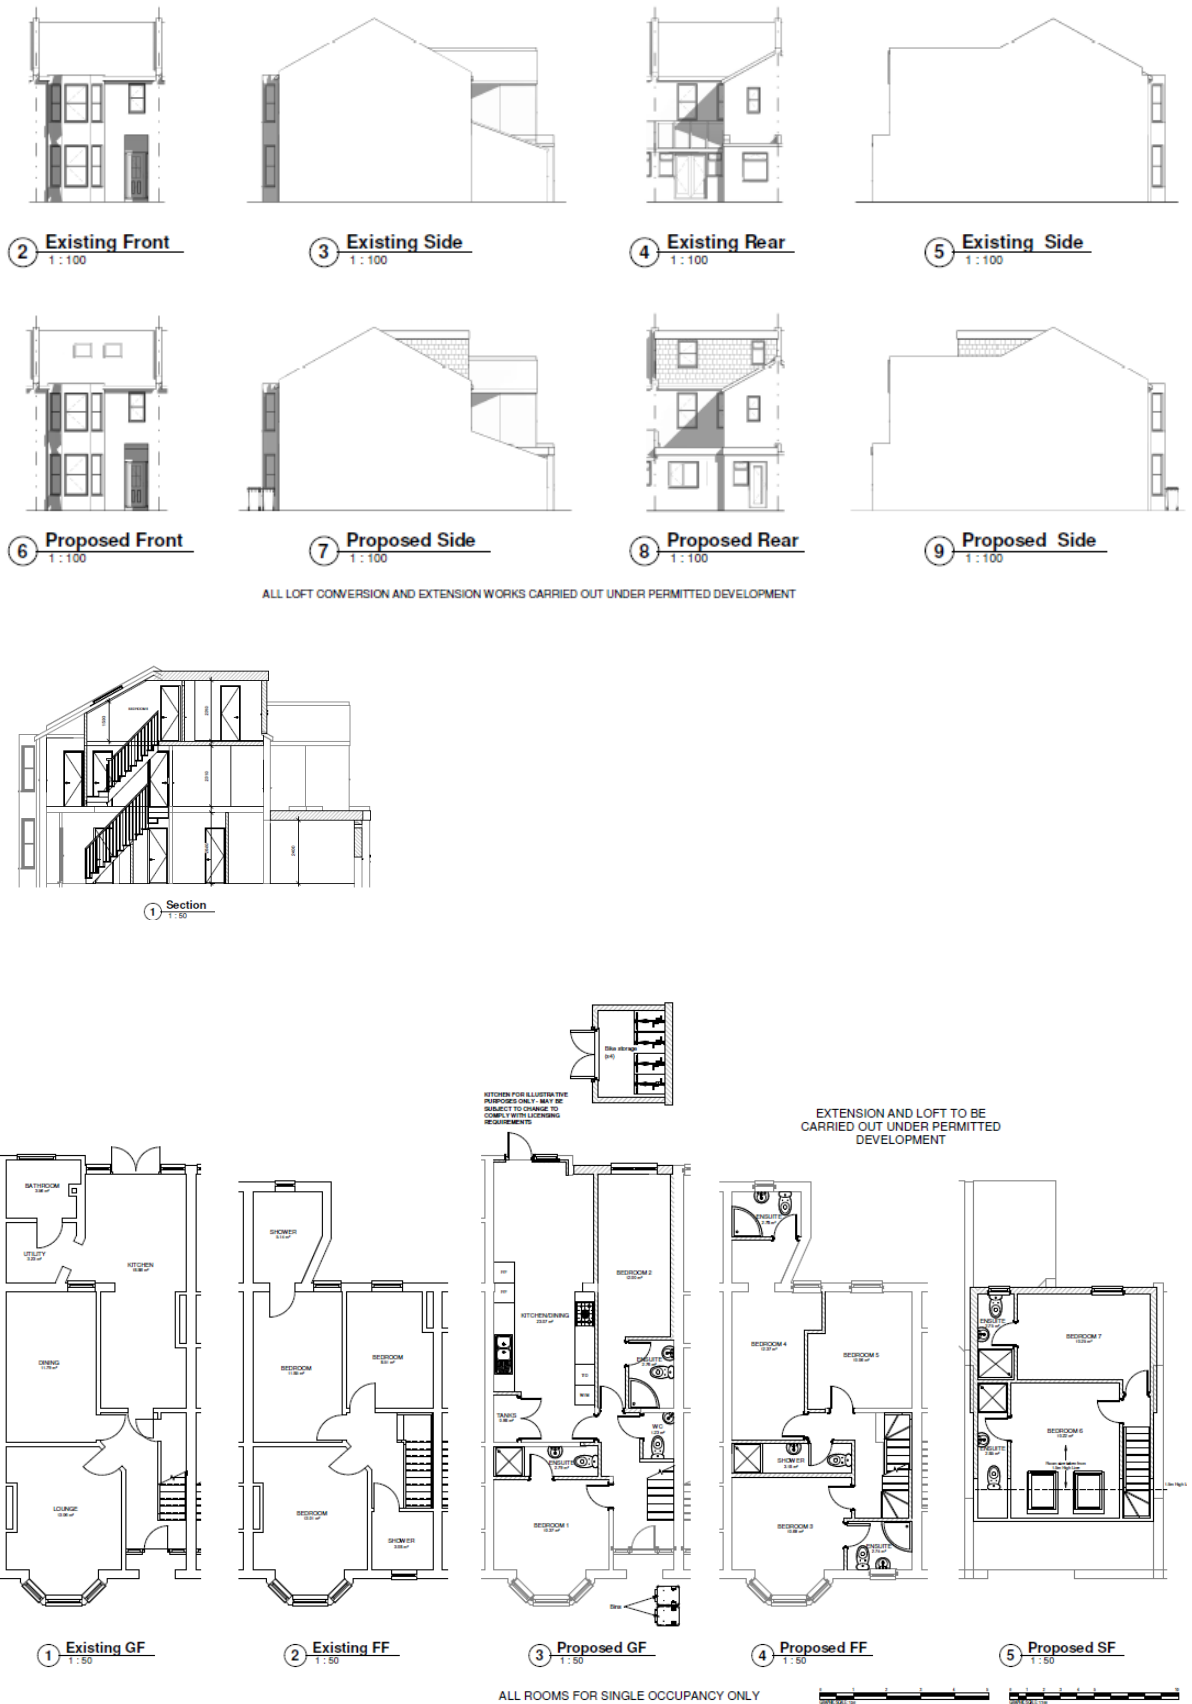 2 Existing Front
1 : 100
3 Existing Side
1 : 100
4 Existing Rear
1 : 100
5 Existing Side
1 : 100
6 Proposed Front
1 : 100
7 Proposed Side
1 : 100
8 Proposed Rear
1 : 100
9 Proposed Side
1 : 100
ALL LOFT CONVERSION AND EXTENSION WORKS CARRIED OUT UNDER PERMITTED DEVELOPMENT
1 Section
1 : 50
Bike storage
(x4)
KITCHEN FOR ILLUSTRATIVE
PURPOSES ONLY - MAY BE
SUBJECT TO CHANGE TO
COMPLY WITH LICENSING
REQUIREMENTS
EXTENSION AND LOFT TO BE
CARRIED OUT UNDER PERMITTED
DEVELOPMENT
BATHROOM
UTILITY
KITCHEN
DINING
LOUNGE
SHOWER
BEDROOM
BEDROOM
BEDROOM
SHOWER
BEDROOM 2
KITCHEN/DINING
ENSUITE
TANKS
WC
ENSUITE
BEDROOM 1
Bins
ENSUITE
BEDROOM 4
BEDROOM 5
SHOWER
BEDROOM 3
ENSUITE
ENSUITE
BEDROOM 7
BEDROOM 6
ENSUITE
1 Existing GF
1 : 50
2 Existing FF
1 : 50
3 Proposed GF
1 : 50
4 Proposed FF
1 : 50
5 Proposed SF
1 : 50
ALL ROOMS FOR SINGLE OCCUPANCY ONLY